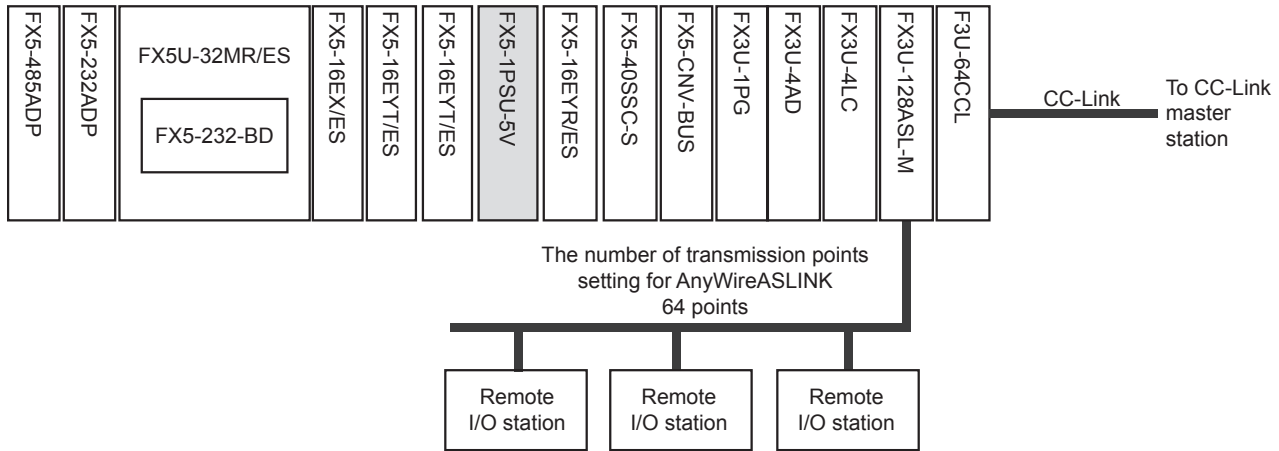 FX5-485ADP
FX5-232ADP
FX5U-32MR/ES
FX5-232-BD
FX5-16EX/ES
FX5-16EYT/ES
FX5-16EYT/ES
FX5-1PSU-5V
FX5-16EYR/ES
FX5-40SSC-S
FX5-CNV-BUS
FX3U-1PG
FX3U-4AD
FX3U-4LC
FX3U-128ASL-M
F3U-64CCL
CC-Link
To CC-Link
master
station
The number of transmission points
setting for AnyWireASLINK
64 points
Remote
I/O station
Remote
I/O station
Remote
I/O station